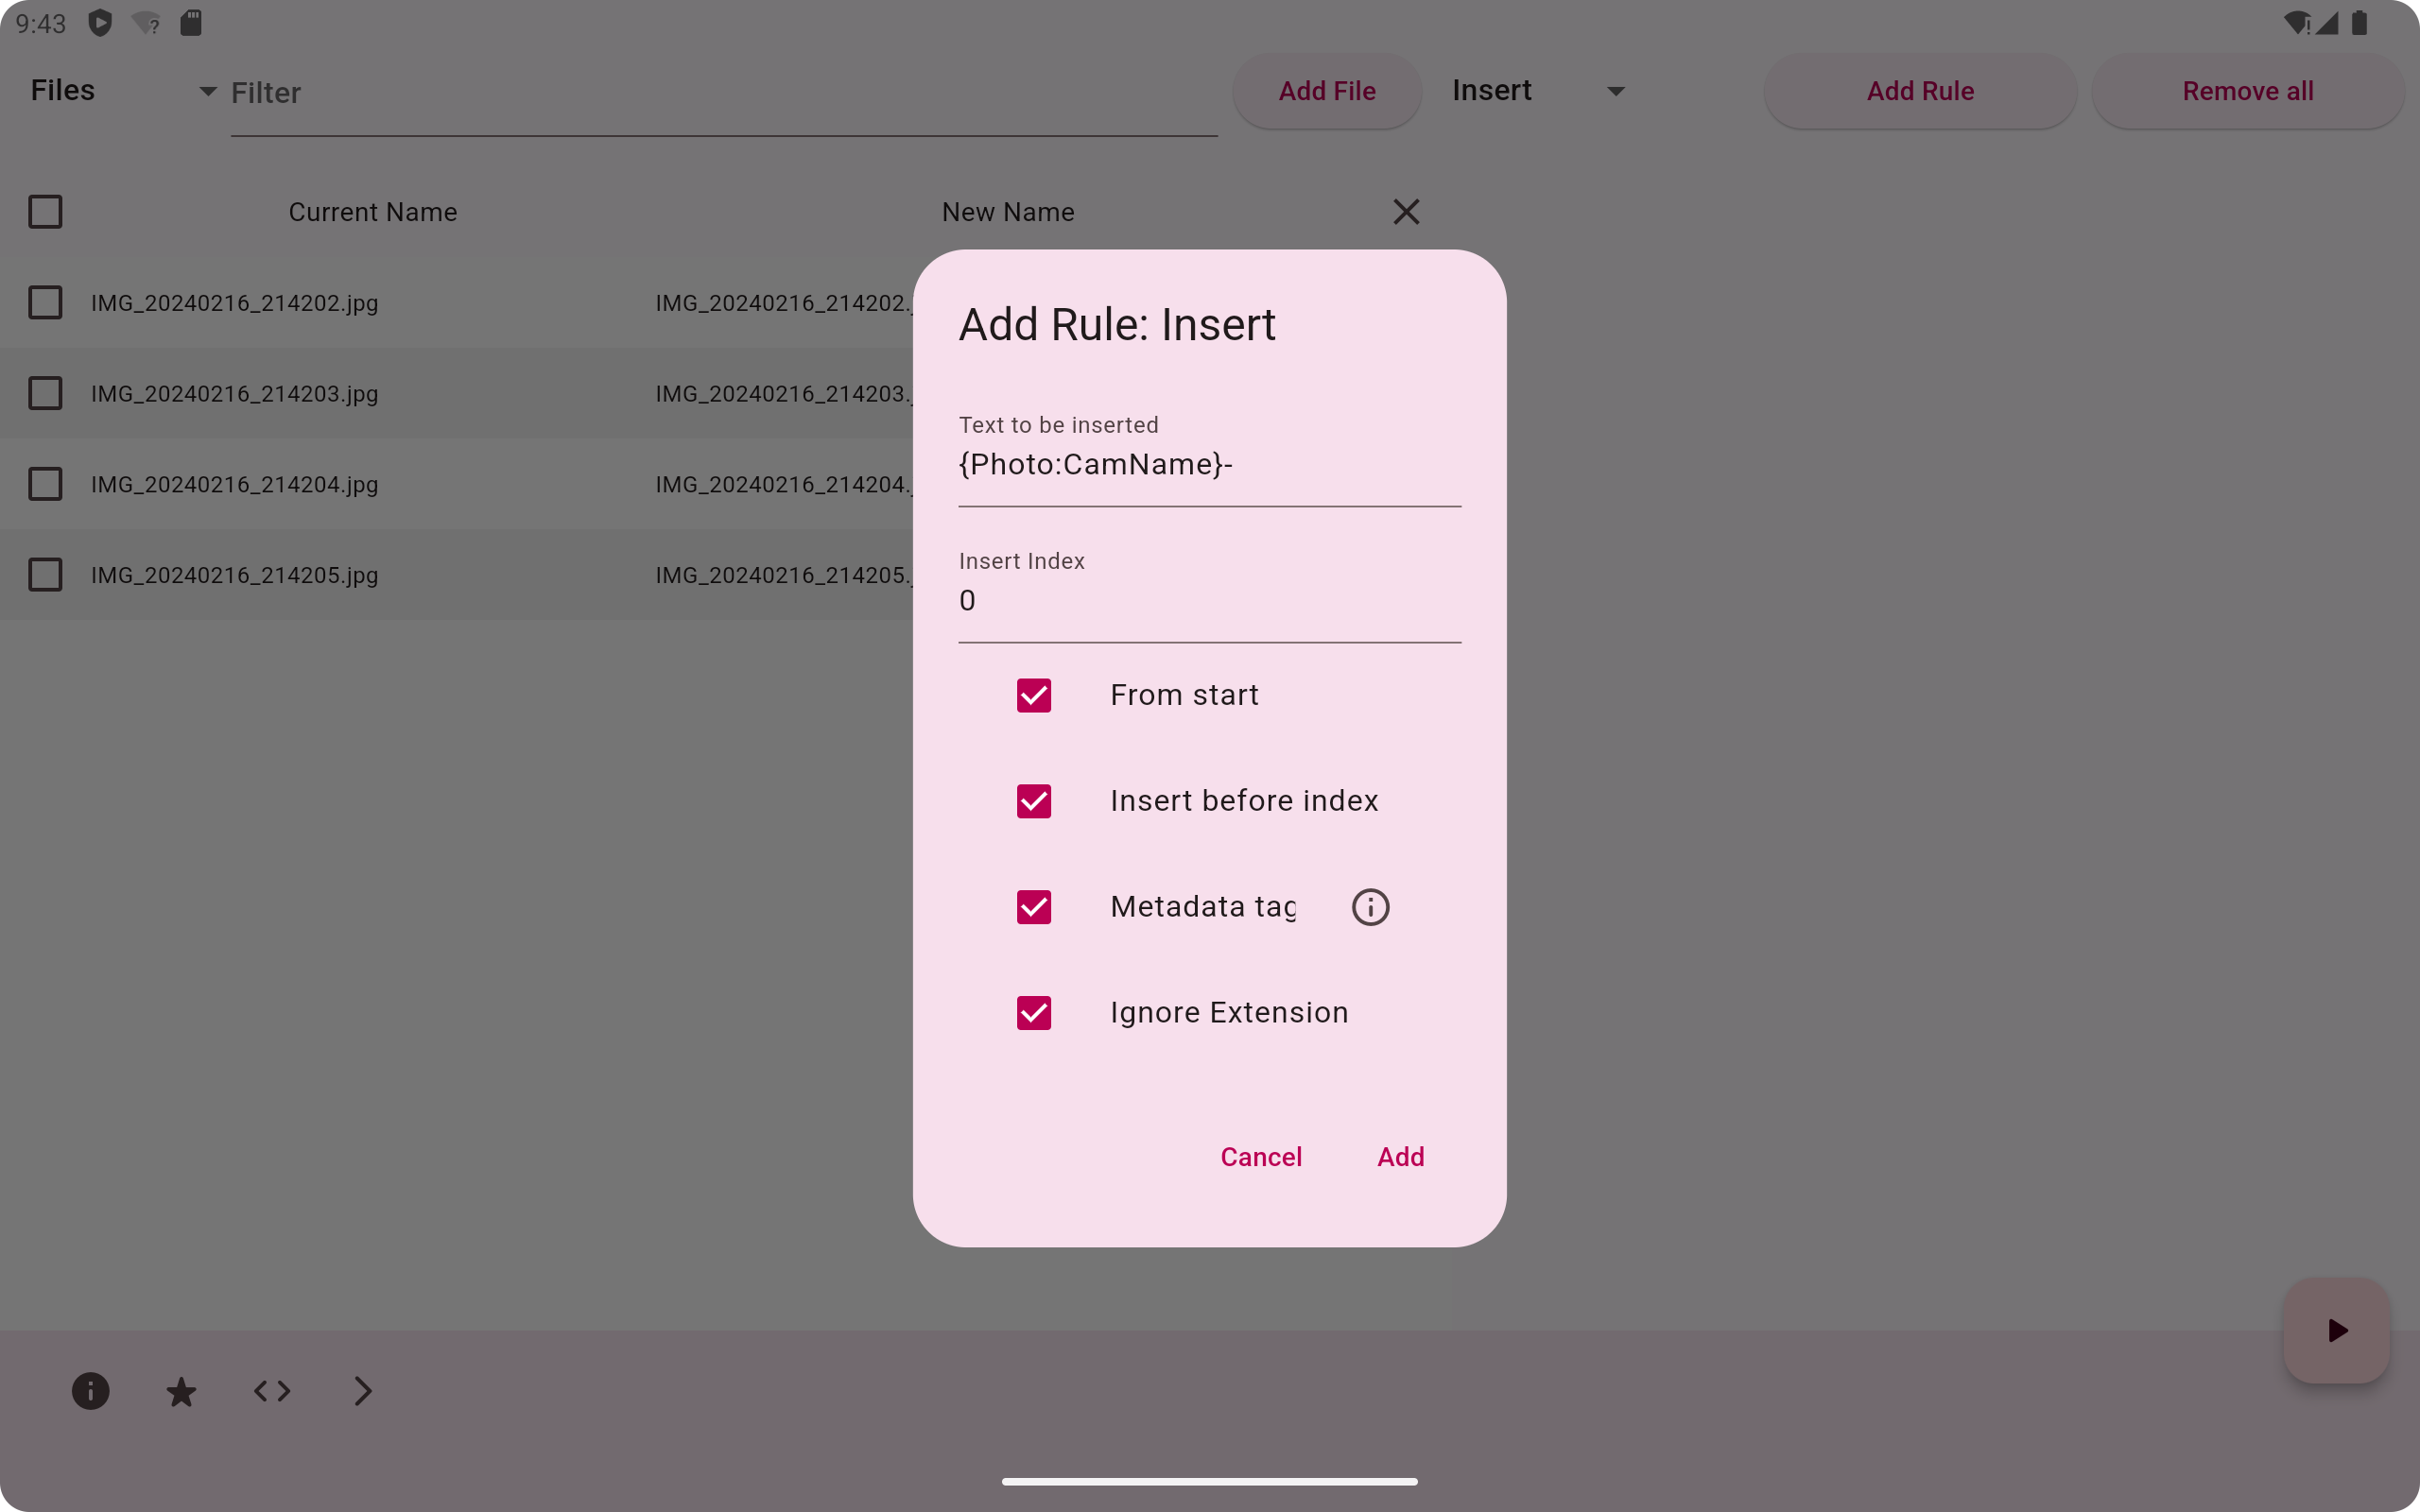 9:43
Files
Filter
Add File
Insert
Add Rule
Remove all
Current Name
New Name
IMG_20240216_214202.jpg
IMG_20240216_214202.
IMG_20240216_214203.jpg
IMG_20240216_214203.
IMG_20240216_214204.jpg
IMG_20240216_214204.
IMG_20240216_214205.jpg
IMG_20240216_214205.
Add Rule: Insert
Text to be inserted
{Photo:CamName}-
Insert Index
0
From start
Insert before index
Metadata tag
Ignore Extension
Cancel
Add